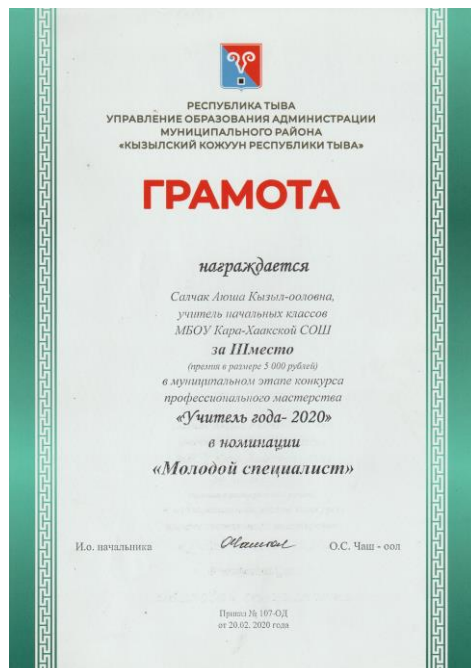 РЕСПУБЛИКА ТЫВА
УПРАВЛЕНИЕ ОБРАЗОВАНИЯ АДМИНИСТРАЦИИ
МУНИЦИПАЛЬНОГО РАЙОНА
«КЫЗЫЛСКИЙ КОЖУУН РЕСПУБЛИКИ ТЫВА»
ГРАМОТА
награждается
Салчак Аюша Кызыл-ооловна,
учитель начальных классов
МБОУ Кара-Хаакской СОШ
за IIIместо
(премия в размере 5 000 рублей)
в муниципальном этапе конкурса
профессионального мастерства
«Учитель года- 2020»
в номинации
«Молодой специалист»
И.о. начальника О.С. Чаш - оол
Приказ № 107-ОД
от 20.02. 2020 года